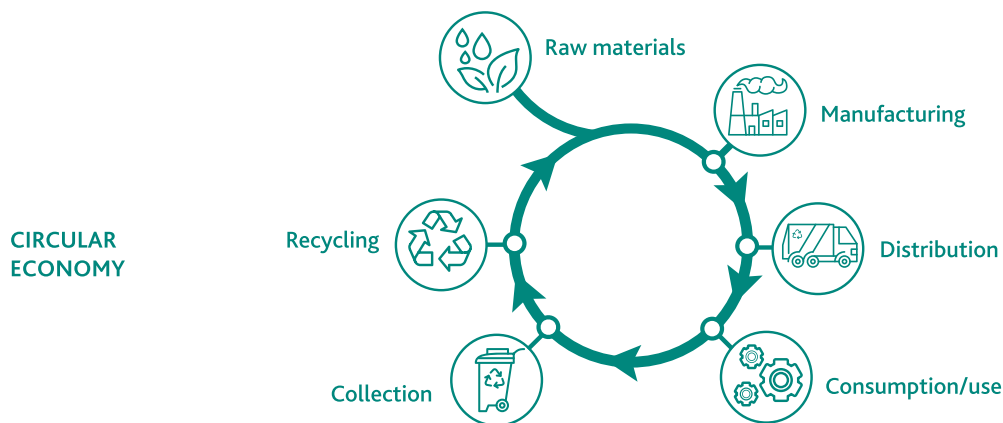 Raw materials
Manufacturing
CIRCULAR
ECONOMY
Recycling
Distribution
Collection
Consumption/use